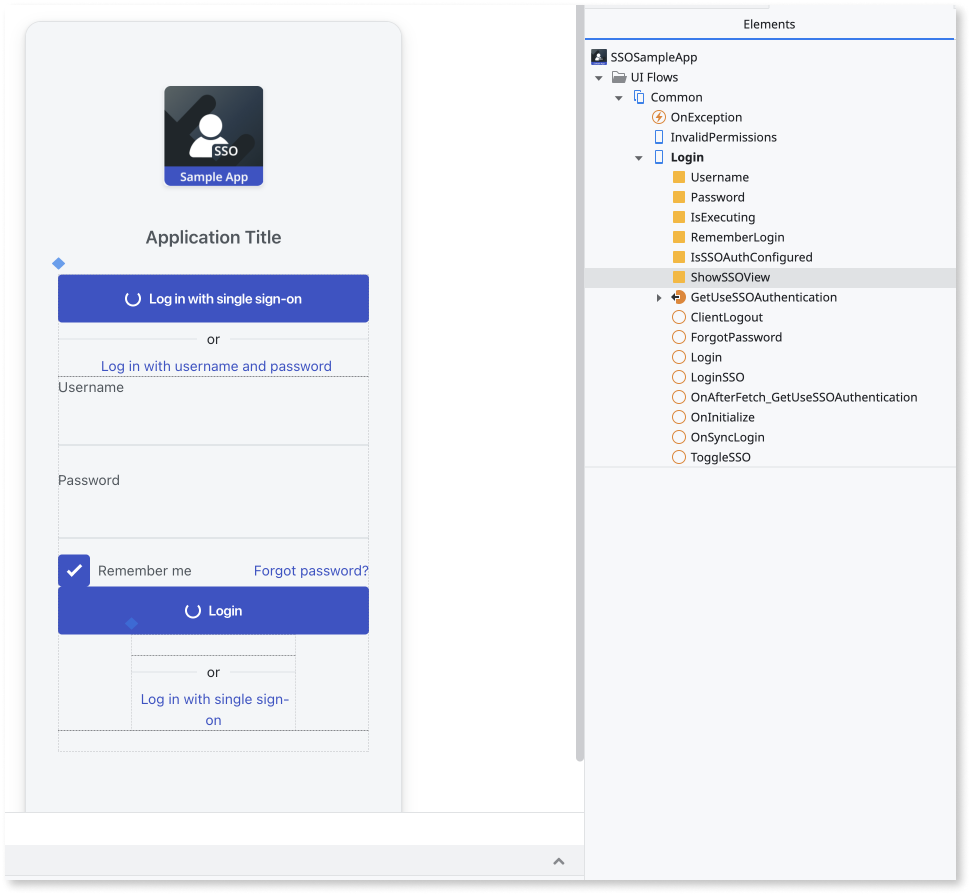 SSO
Sample App
Application Title
Log in with single sign-on
or
Log in with username and password
Username
Password
Remember me
Forgot password?
Login
or
Log in with single sign-
on
Elements
SSOSampleApp
UI Flows
Common
OnException
InvalidPermissions
Login
Username
Password
IsExecuting
RememberLogin
IsSSOAuthConfigured
ShowSSOView
GetUseSSOAuthentication
ClientLogout
ForgotPassword
Login
LoginSSO
OnAfterFetch_GetUseSSOAuthentication
OnInitialize
OnSyncLogin
ToggleSSO